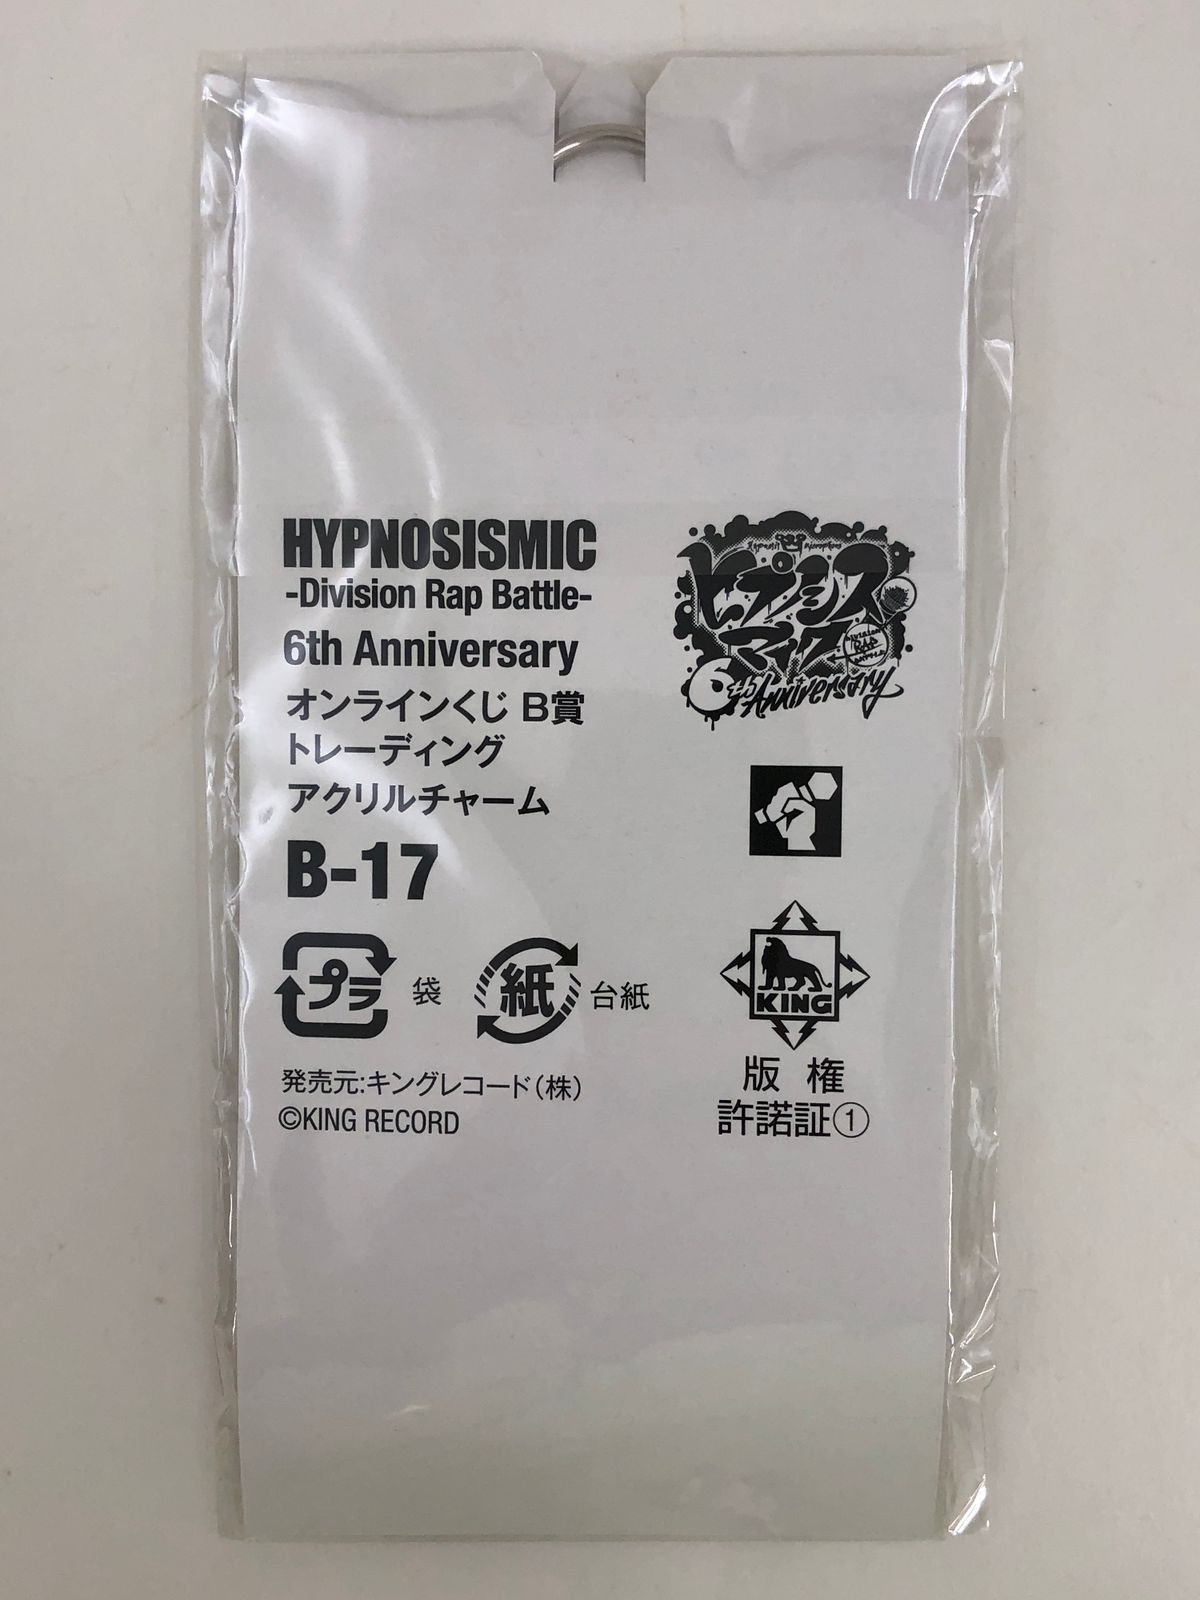 HYPNOSISMIC
-Division Rap Battle-
6th Anniversary
オンラインくじ B賞
トレーディング
アクリルチャーム
B-17
プラ 袋
紙 台紙
発売元:キングレコード(株)
©KING RECORD
ヒプノシス
マイク
DIVISION
RAP
BATTLE
6th Anniversary
KING
版 権
許諾証①